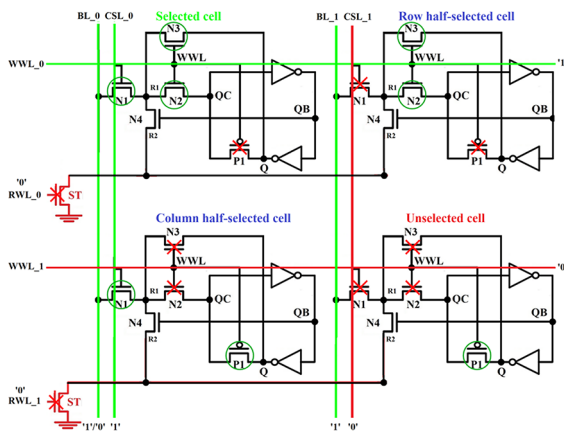 BL_0 CSL_0 Selected cell BL_1 CSL_1 Row half-selected cell
N3 N3
WWL_0 WWL WWL '1
N1 R1 N2 QC N1 R1 N2 QC
N4 QB N4 QB
R2 R2
P1 Q P1 Q
'0'
RWL_0 ST
Column half-selected cell Unselected cell
N3 N3
WWL_1 WWL WWL '0
N1 R1 N2 QC N1 R1 N2 QC
N4 QB N4 QB
R2 R2
P1 Q P1 Q
'0'
RWL_1 ST
'1'/'0' '1' '1' '0'